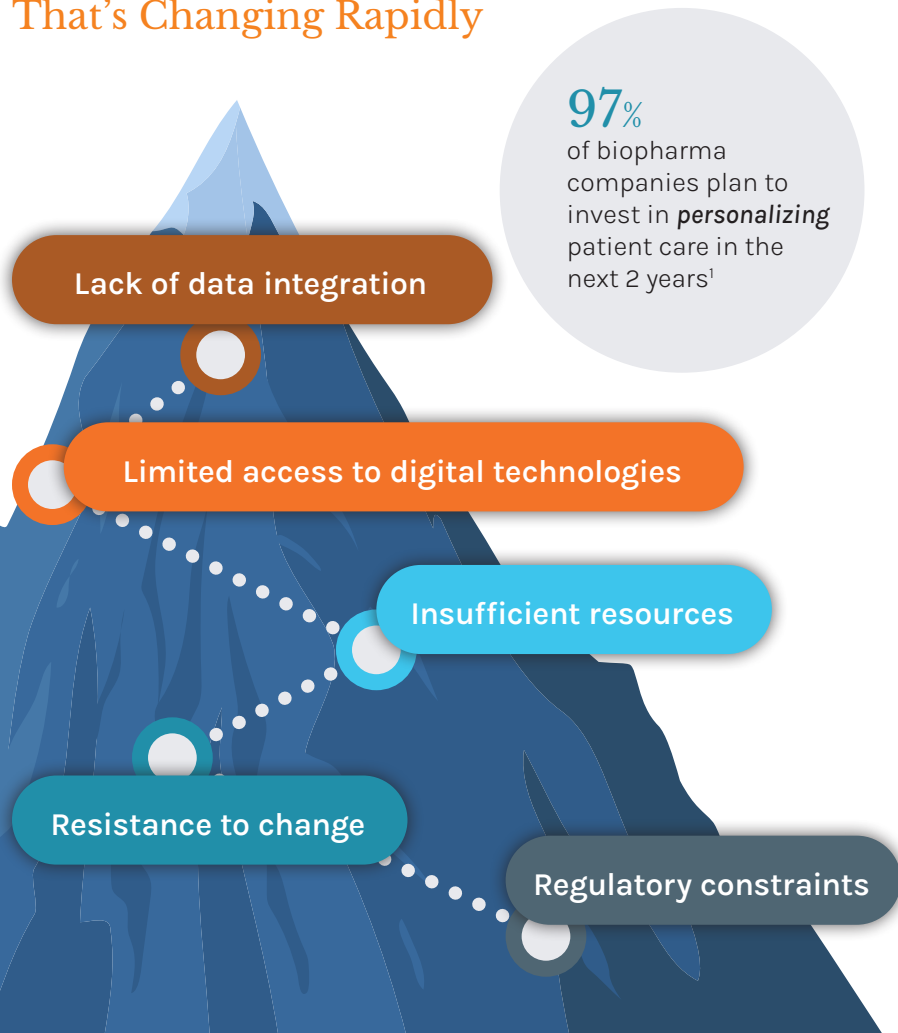 That’s Changing Rapidly
97%
of biopharma
companies plan to
invest in personalizing
patient care in the
next 2 years¹
Lack of data integration
Limited access to digital technologies
Insufficient resources
Resistance to change
Regulatory constraints